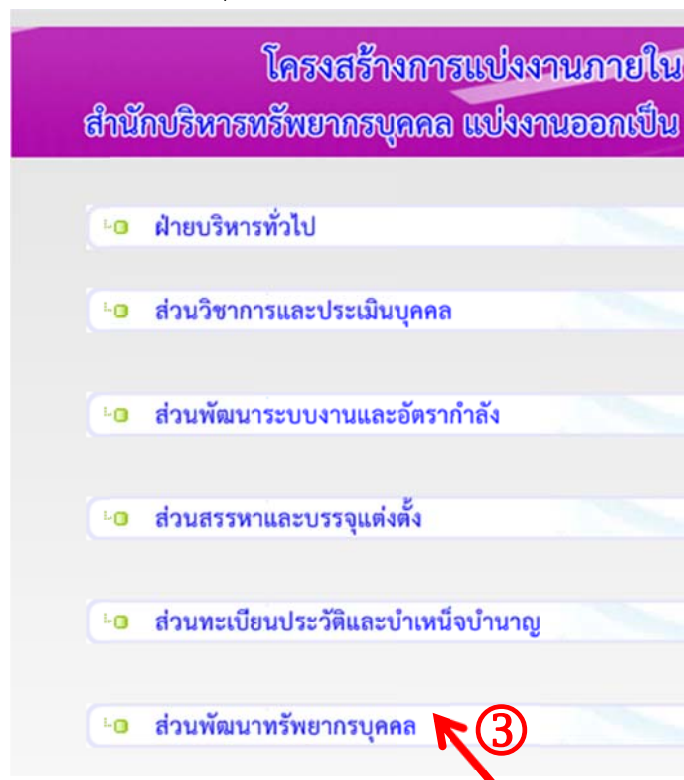 โครงสร้างการแบ่งงานภายใน
สำนักบริหารทรัพยากรบุคคล แบ่งงานออกเป็น
ฝ่ายบริหารทั่วไป
ส่วนวิชาการและประเมินบุคคล
ส่วนพัฒนาระบบงานและอัตรากำลัง
ส่วนสรรหาและบรรจุแต่งตั้ง
ส่วนทะเบียนประวัติและบำเหน็จบำนาญ
ส่วนพัฒนาทรัพยากรบุคคล ③